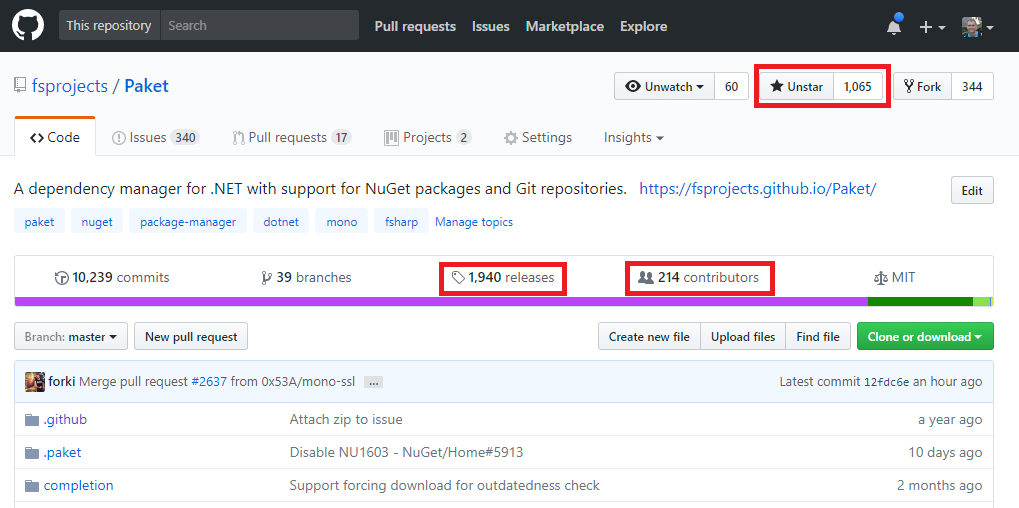 This repository Search Pull requests Issues Marketplace Explore
fsprojects / Paket Unwatch 60 Unstar 1,065 Fork 344
Code Issues 340 Pull requests 17 Projects 2 Settings Insights
A dependency manager for .NET with support for NuGet packages and Git repositories. https://fsprojects.github.io/Paket/ Edit
paket nuget package-manager dotnet mono fsharp Manage topics
10,239 commits 39 branches 1,940 releases 214 contributors MIT
Branch: master New pull request Create new file Upload files Find file Clone or download
forki Merge pull request #2637 from 0x53A/mono-ssl ... Latest commit 12fdc6e an hour ago
.github Attach zip to issue a year ago
.paket Disable NU1603 - NuGet/Home#5913 10 days ago
completion Support forcing download for outdatedness check 2 months ago